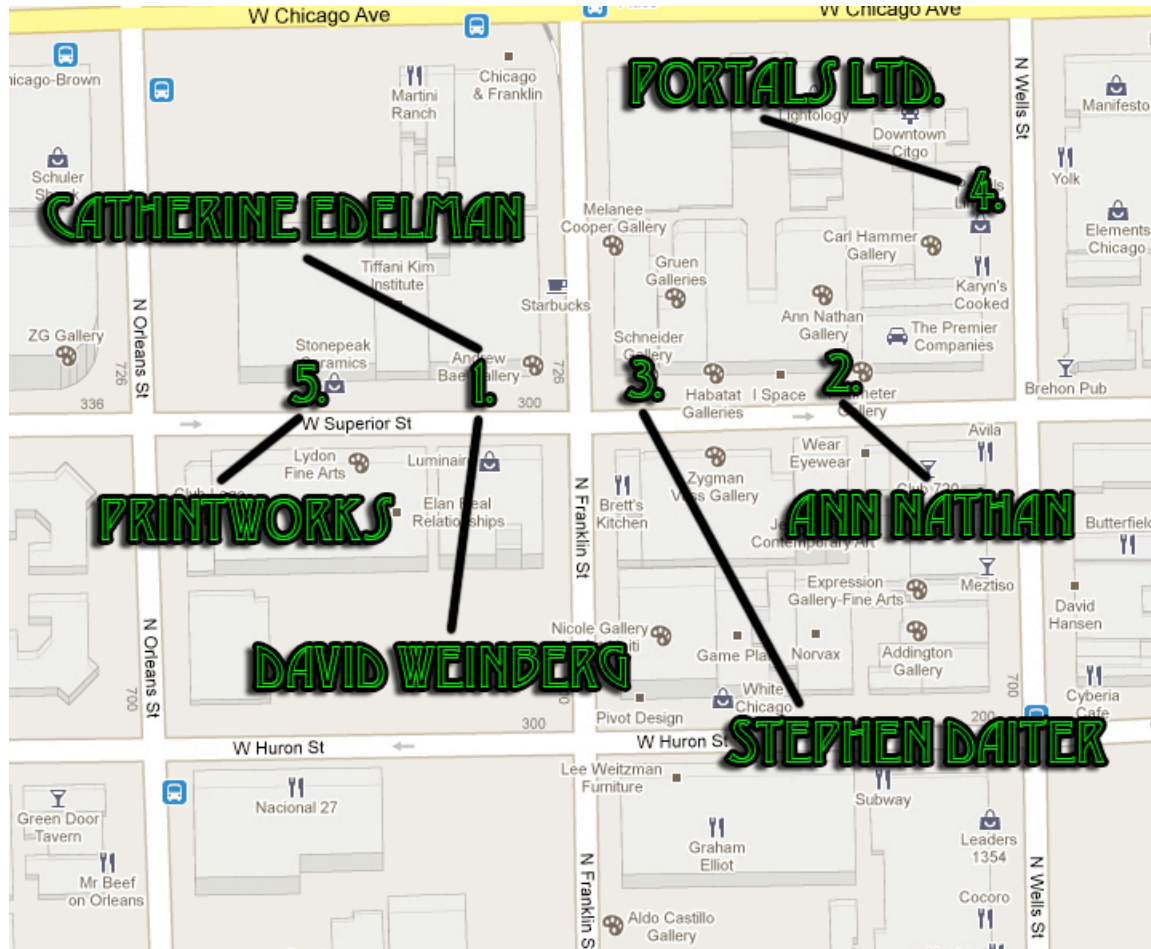 W Chicago Ave
W Chicago Ave
Chicago-Brown
Chicago
& Franklin
Martini
Ranch
PORTALS LTD.
Lightology
Downtown
Citgo
N Wells St
Manifesto
Yolk
Schuler
4.
CATHERINE EDELMAN
Melanee
Cooper Gallery
Carl Hammer
Gallery
Elements
Chicago
Tiffani Kim
Institute
Gruen
Galleries
Starbucks
Karyn's
Cooked
N Orleans St
Ann Nathan
Gallery
ZG Gallery
Stonepeak
Ceramics
Andrew
Bae Gallery
Schneider
Gallery
The Premier
Companies
726
726
5.
1.
3.
2.
Brehon Pub
336
300
Habatat
Galleries
I Space
Gallery
W Superior St
Lydon
Fine Arts
Luminaire
Wear
Eyewear
Avila
Zygman
Voss Gallery
Club 720
Brett's
Kitchen
N Franklin St
PRINTWORKS
Elan Real
Relationships
ANN NATHAN
Contemporary Art
Butterfield
Meztiso
Expression
Gallery-Fine Arts
David
Hansen
N Orleans St
Nicole Gallery
Game Plan
Norvax
Addington
Gallery
DAVID WEINBERG
700
700
White
Chicago
Cyberia
Cafe
Pivot Design
300
200
W Huron St
W Huron St
STEPHEN DAITER
Lee Weitzman
Furniture
Nacional 27
Subway
Green Door
Tavern
Graham
Elliot
Leaders
1354
Mr Beef
on Orleans
N Franklin S
N Wells St
Cocoro
Aldo Castillo
Gallery